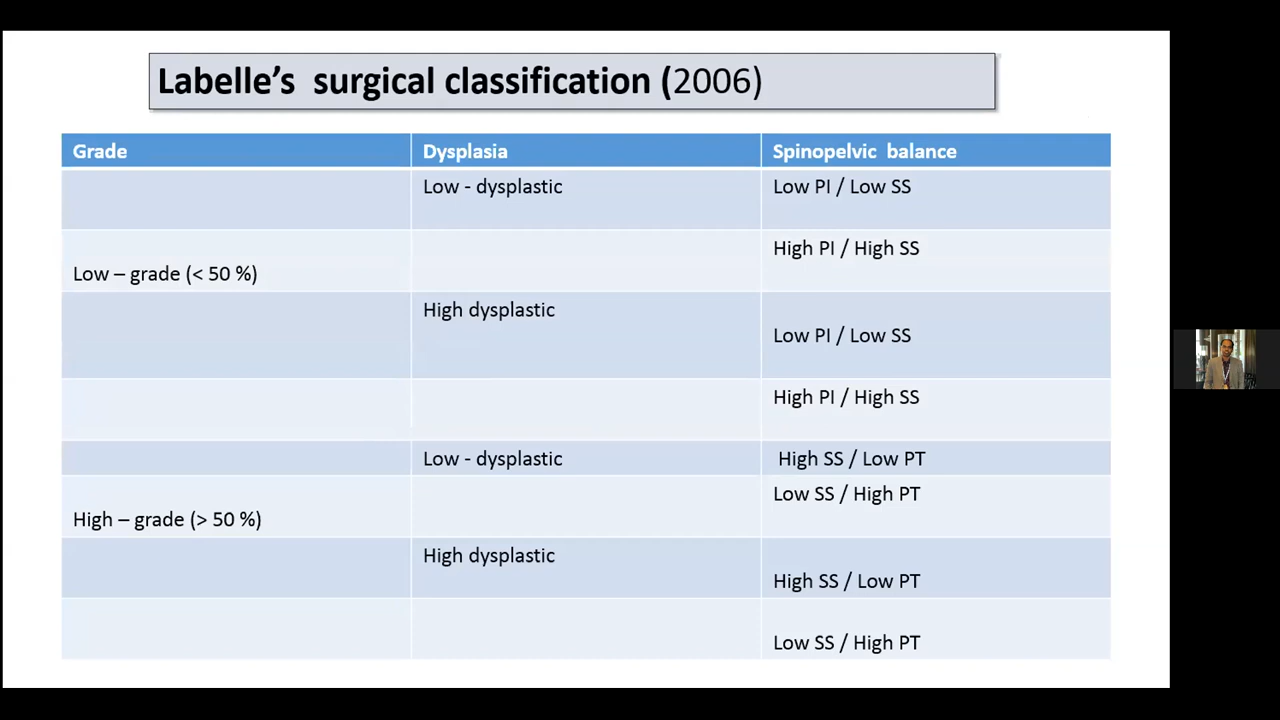 Labelle's  surgical classification (2006)
Grade Dysplasia Spinopelvic  balance
Low - dysplastic Low PI / Low SS
High PI / High SS
Low – grade (< 50 %)
High dysplastic
Low PI / Low SS
High PI / High SS
Low - dysplastic High SS / Low PT
Low SS / High PT
High – grade (> 50 %)
High dysplastic
High SS / Low PT
Low SS / High PT